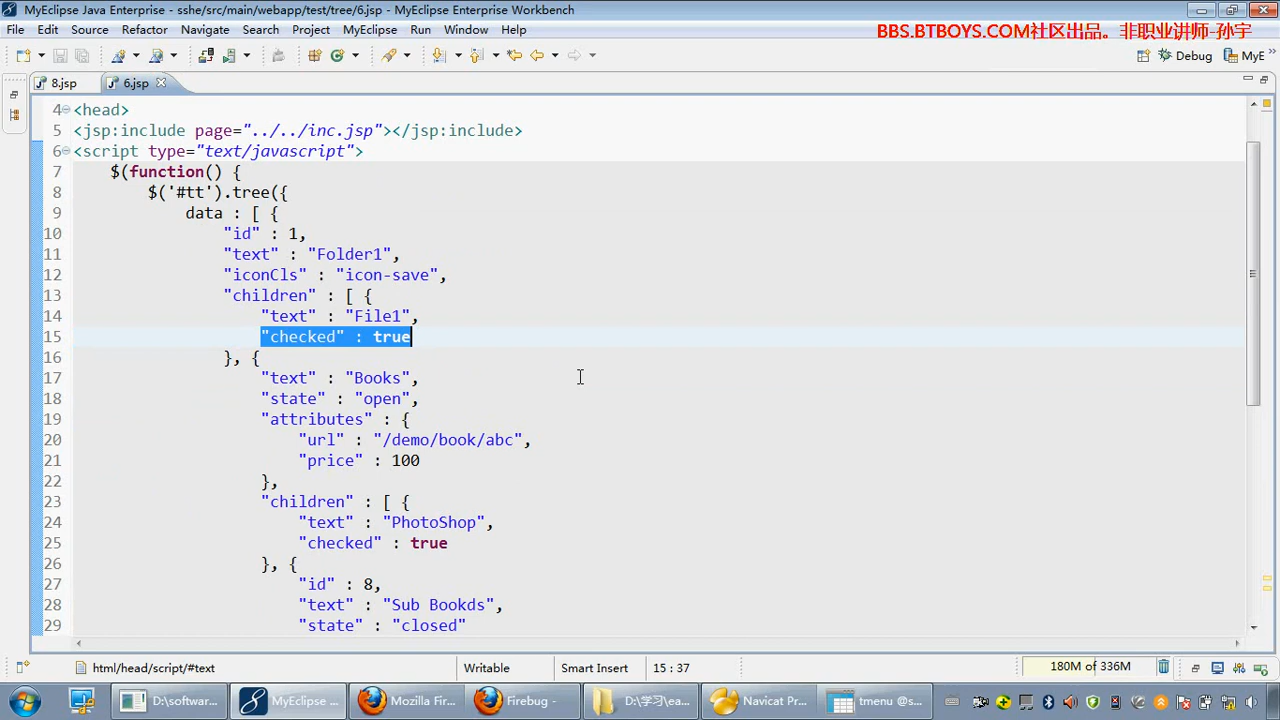 MyEclipse Java Enterprise - sshe/src/main/webapp/test/tree/6.jsp - MyEclipse Enterprise Workbench
File Edit Source Refactor Navigate Search Project MyEclipse Run Window Help
BBS.BTBOYS.COM社区出品。非职业讲师-孙宇
Debug MyE
8.jsp 6.jsp
4 <head>
5 <jsp:include page="../../inc.jsp"></jsp:include>
6 <script type="text/javascript">
7 $(function() {
8 $('#tt').tree({
9 data : [ {
10 "id" : 1,
11 "text" : "Folder1",
12 "iconCls" : "icon-save",
13 "children" : [ {
14 "text" : "File1",
15 "checked" : true
16 }, {
17 "text" : "Books",
18 "state" : "open",
19 "attributes" : {
20 "url" : "/demo/book/abc",
21 "price" : 100
22 },
23 "children" : [ {
24 "text" : "PhotoShop",
25 "checked" : true
26 }, {
27 "id" : 8,
28 "text" : "Sub Bookds",
29 "state" : "closed"
html/head/script/#text Writable Smart Insert 15 : 37 180M of 336M
D:\software... MyEclipse ... Mozilla Fir... Firebug - D:\学习\ea... Navicat Pr... tmenu @s...